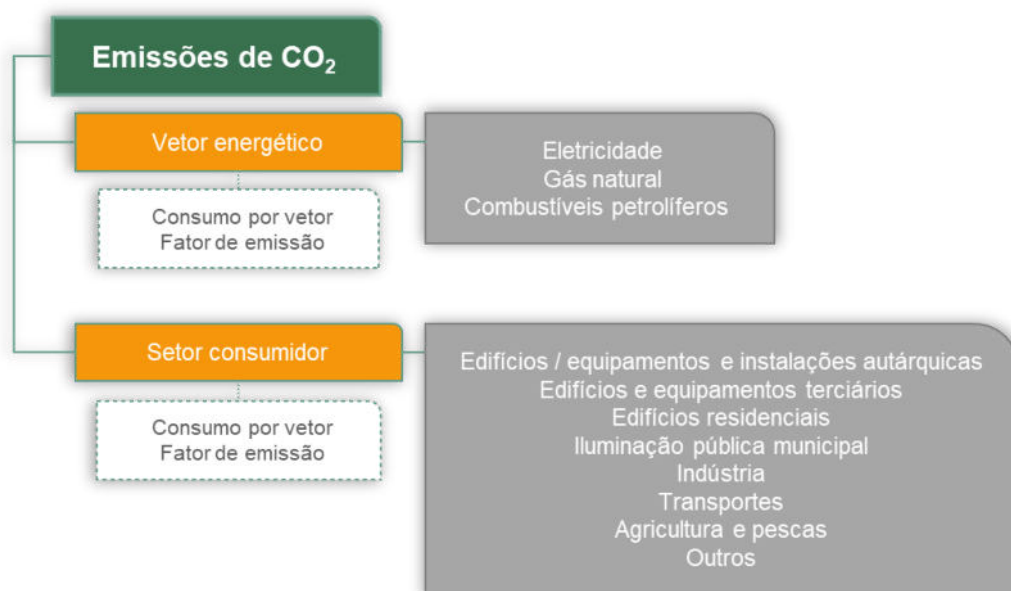 Emissões de CO₂
Vetor energético
Consumo por vetor
Fator de emissão
Eletricidade
Gás natural
Combustíveis petrolíferos
Setor consumidor
Consumo por vetor
Fator de emissão
Edifícios / equipamentos e instalações autárquicas
Edifícios e equipamentos terciários
Edifícios residenciais
Iluminação pública municipal
Indústria
Transportes
Agricultura e pescas
Outros